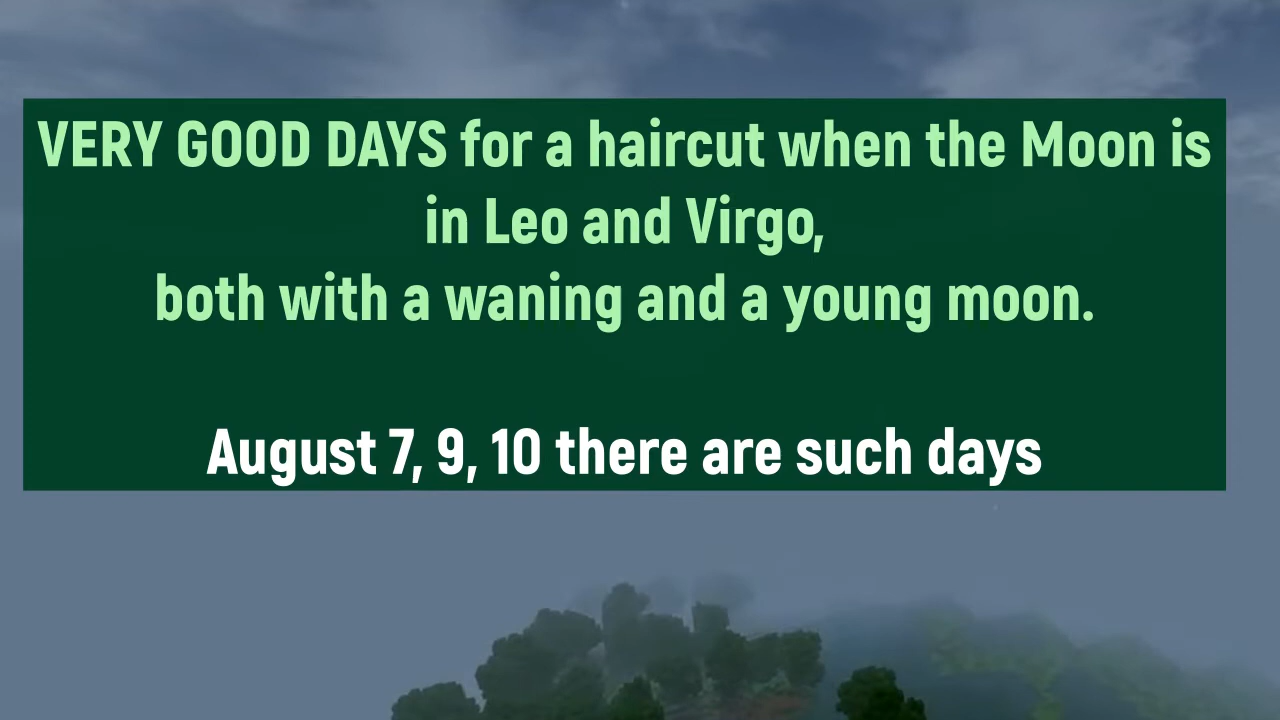 VERY GOOD DAYS for a haircut when the Moon is
in Leo and Virgo,
both with a waning and a young moon.
August 7, 9, 10 there are such days